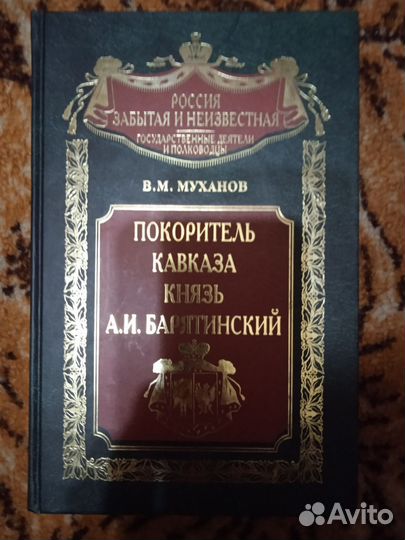 РОССИЯ
ЗАБЫТАЯ И НЕИЗВЕСТНАЯ
ГОСУДАРСТВЕННЫЕ ДЕЯТЕЛИ
И ПОЛКОВОДЦЫ
В.М. МУХАНОВ
ПОКОРИТЕЛЬ
КАВКАЗА
КНЯЗЬ
А.И. БАРЯТИНСКИЙ
Avito